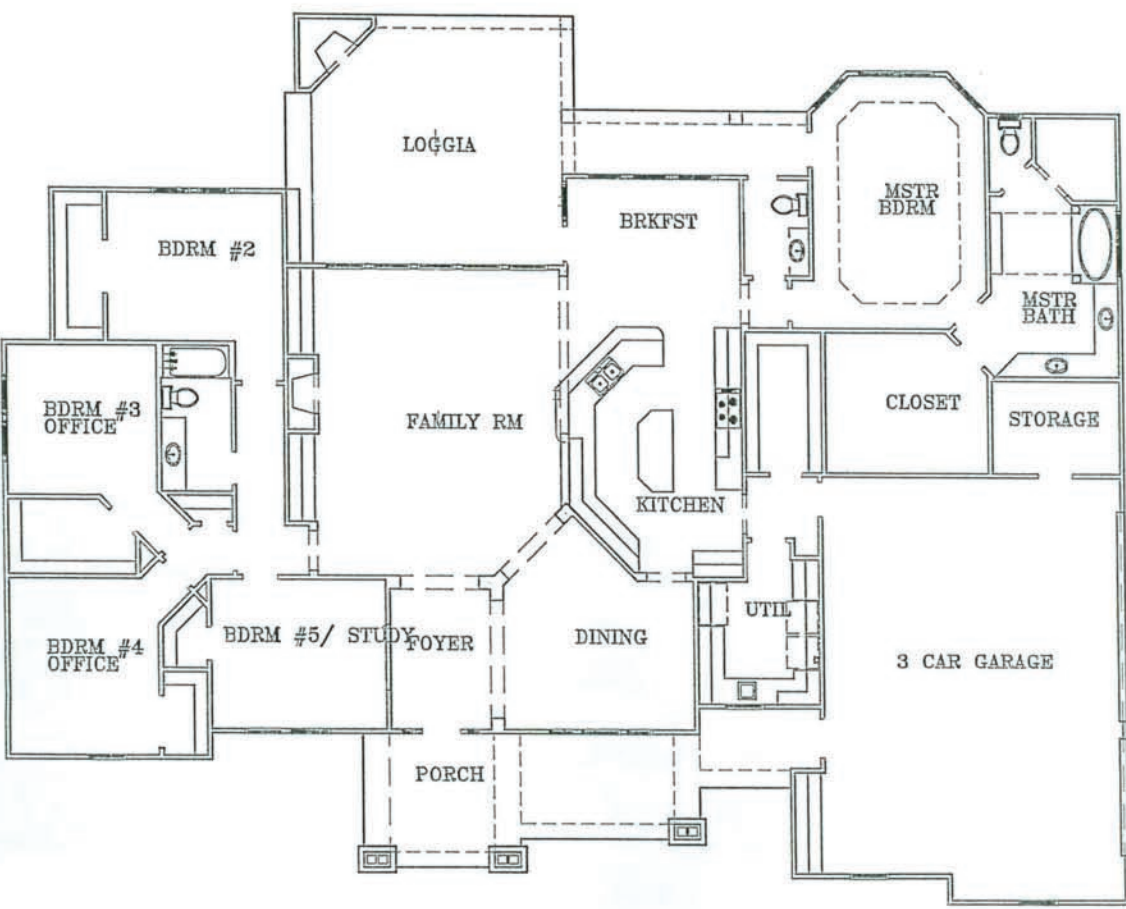 LOGGIA
BRKFST
MSTR
BDRM
BDRM #2
MSTR
BATH
BDRM #3
OFFICE
FAMILY RM
CLOSET
STORAGE
KITCHEN
BDRM #4
OFFICE
BDRM #5/ STUDY
FOYER
DINING
UTIL
3 CAR GARAGE
PORCH